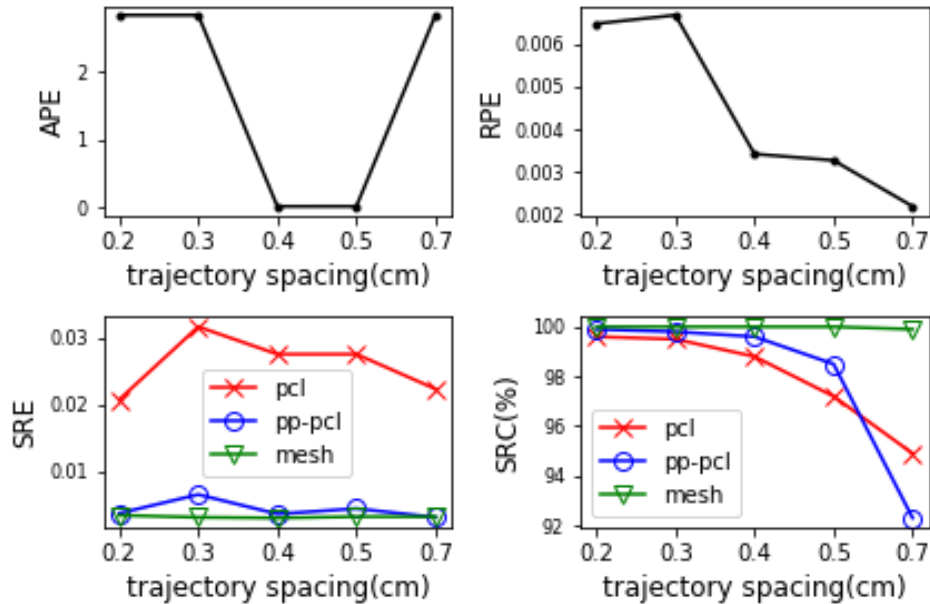 APE
2
1
0
0.2 0.3 0.4 0.5 0.7
trajectory spacing(cm)
RPE
0.006
0.005
0.004
0.003
0.002
0.2 0.3 0.4 0.5 0.7
trajectory spacing(cm)
SRE
0.03
0.02
0.01
pcl
pp-pcl
mesh
0.2 0.3 0.4 0.5 0.7
trajectory spacing(cm)
SRC(%)
100
98
96
94
92
pcl
pp-pcl
mesh
0.2 0.3 0.4 0.5 0.7
trajectory spacing(cm)